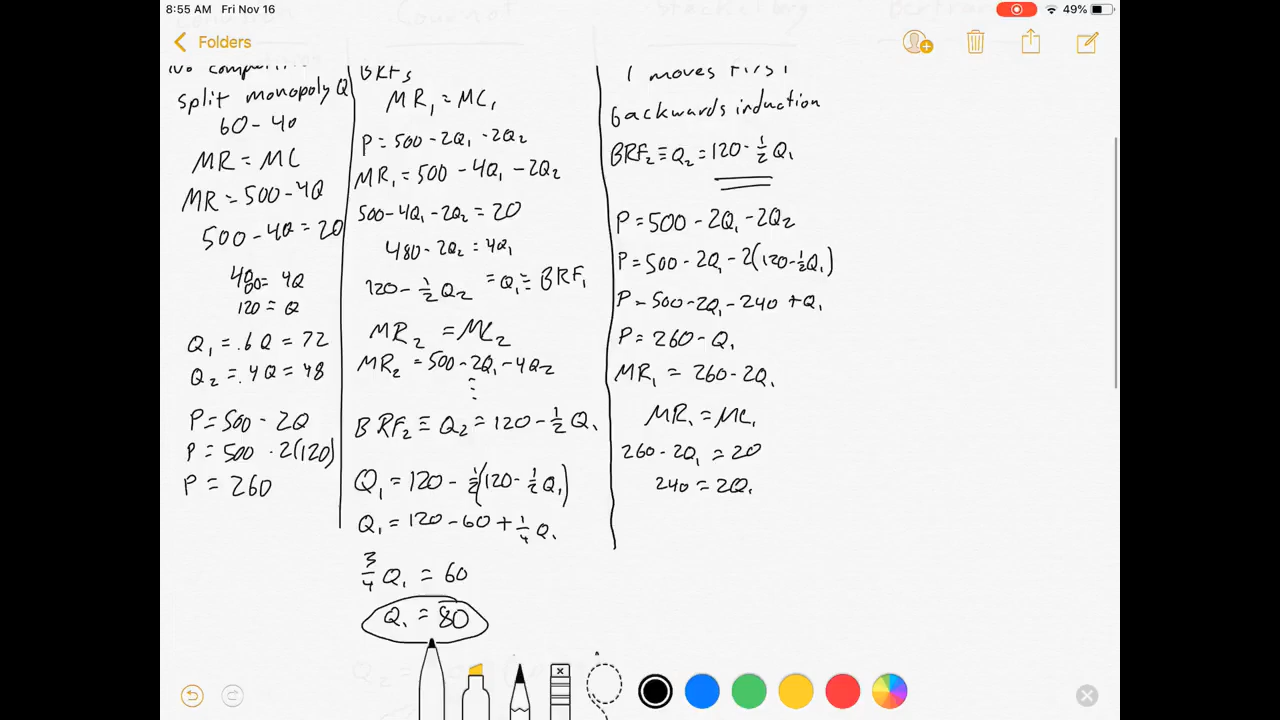 8:55 AM Fri Nov 16
49%
Folders
split monopoly Q
60-40
MR = MC
MR = 500-4Q
500-4Q = 20
480 = 4Q
120 = Q
Q₁ = .6Q = 72
Q₂ = .4Q = 48
P = 500 - 2Q
P = 500 - 2(120)
P = 260
BRFs
MR₁ = MC₁
P = 500 - 2Q₁ - 2Q₂
MR₁ = 500 - 4Q₁ - 2Q₂
500 - 4Q₁ - 2Q₂ = 20
480 - 2Q₂ = 4Q₁
120 - 1/2 Q₂ = Q₁ ≡ BRF₁
MR₂ = MC₂
MR₂ = 500 - 2Q₁ - 4Q₂
⋮
BRF₂ ≡ Q₂ = 120 - 1/2 Q₁
Q₁ = 120 - 1/2(120 - 1/2 Q₁)
Q₁ = 120 - 60 + 1/4 Q₁
3/4 Q₁ = 60
Q₁ = 80
1 moves first
backwards induction
BRF₂ ≡ Q₂ = 120 - 1/2 Q₁
P = 500 - 2Q₁ - 2Q₂
P = 500 - 2Q₁ - 2(120 - 1/2 Q₁)
P = 500 - 2Q₁ - 240 + Q₁
P = 260 - Q₁
MR₁ = 260 - 2Q₁
MR₁ = MC₁
260 - 2Q₁ = 20
240 = 2Q₁